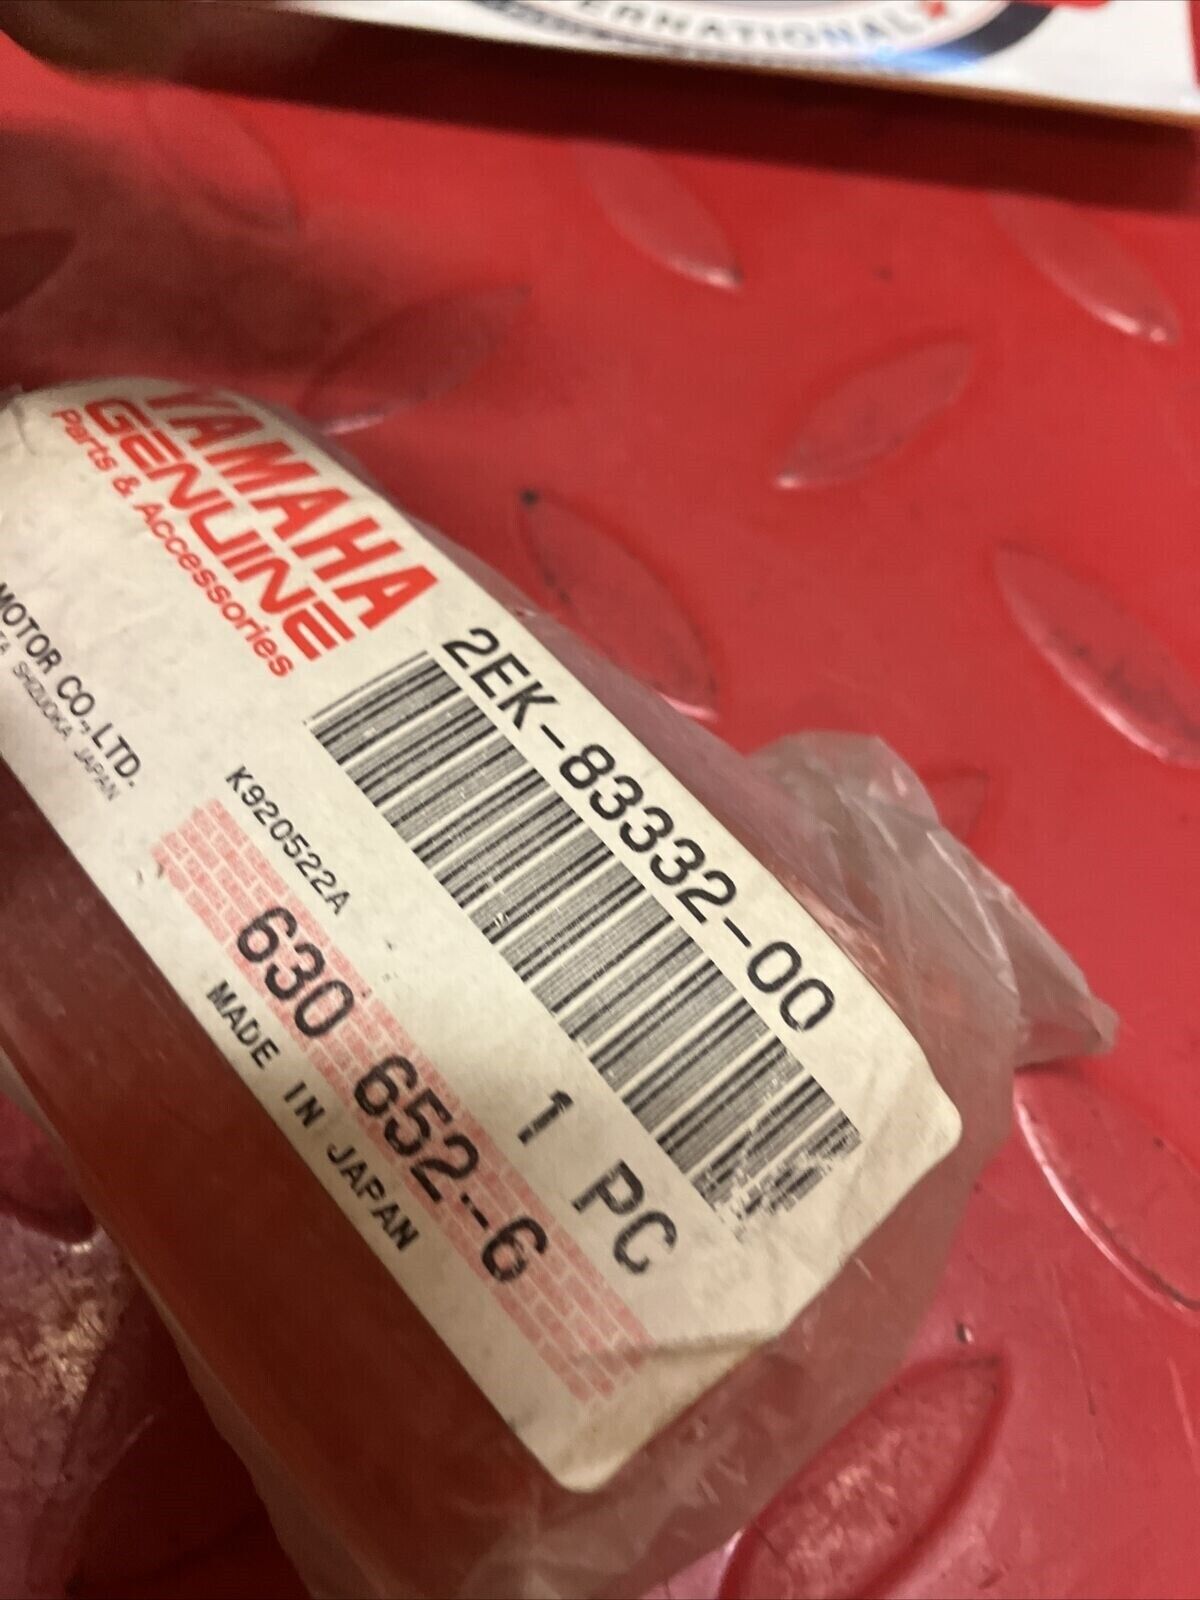 INTERNATIONAL
YAMAHA
GENUINE
Parts & Accessories
MOTOR CO., LTD.
SHIZUOKA JAPAN
2EK-83332-00
K920522A
1 PC
630 652-6
MADE IN JAPAN